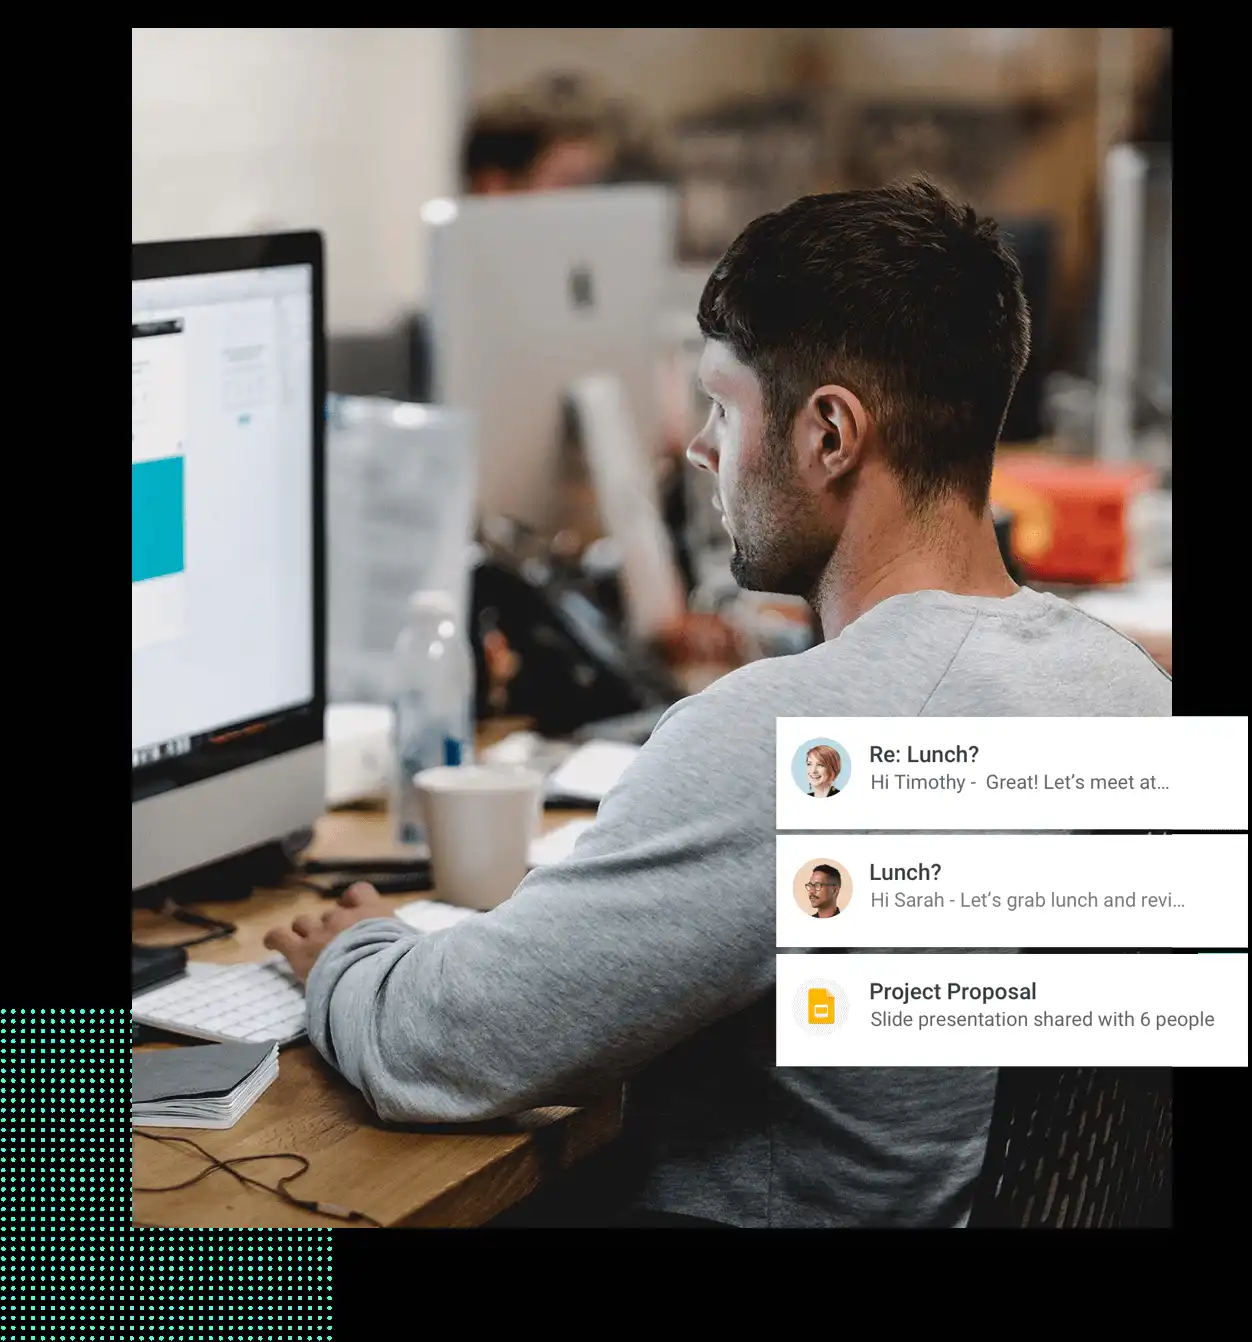 Re: Lunch?
Hi Timothy - Great! Let's meet at...
Lunch?
Hi Sarah - Let's grab lunch and revi...
Project Proposal
Slide presentation shared with 6 people